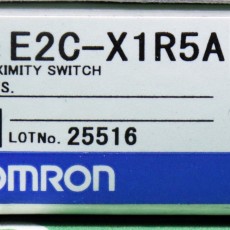 E2C-X1R5A
XIMITY SWITCH
S.
LOTNo. 25516
OMRON